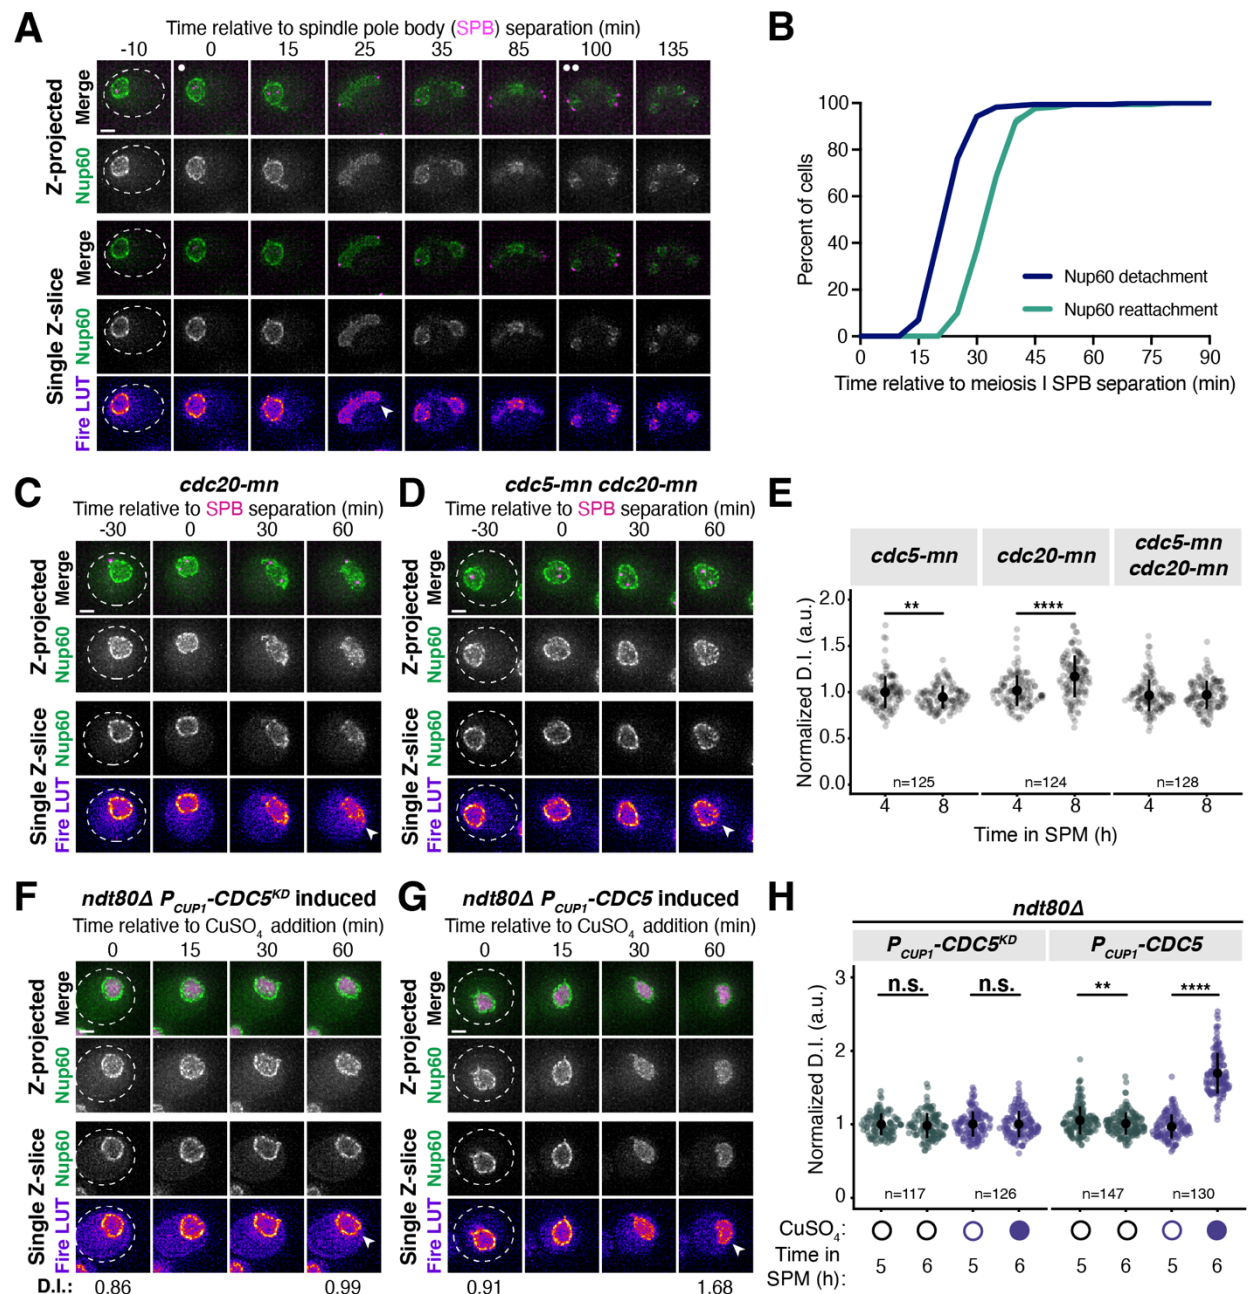 A
Time relative to spindle pole body (SPB) separation (min)
-10 0 15 25 35 85 100 135
Z-projected
Merge
Nup60
Single Z-slice
Merge
Nup60
Fire LUT
B
Percent of cells
100
80
60
40
20
0
0 15 30 45 60 75 90
Nup60 detachment
Nup60 reattachment
Time relative to meiosis I SPB separation (min)
C
cdc20-mn
Time relative to SPB separation (min)
-30 0 30 60
Z-projected
Merge
Nup60
Single Z-slice
Nup60
Fire LUT
D
cdc5-mn cdc20-mn
Time relative to SPB separation (min)
-30 0 30 60
Z-projected
Merge
Nup60
Single Z-slice
Nup60
Fire LUT
E
cdc5-mn
cdc20-mn
cdc5-mn
cdc20-mn
Normalized D.I. (a.u.)
2.0
1.5
1.0
0.5
0.0
** ****
n=125 n=124 n=128
4 8 4 8 4 8
Time in SPM (h)
F
ndt80Δ P_CUP1-CDC5^KD induced
Time relative to CuSO₄ addition (min)
0 15 30 60
Z-projected
Merge
Nup60
Single Z-slice
Nup60
Fire LUT
D.I.: 0.86 0.99
G
ndt80Δ P_CUP1-CDC5 induced
Time relative to CuSO₄ addition (min)
0 15 30 60
Z-projected
Merge
Nup60
Single Z-slice
Nup60
Fire LUT
0.91 1.68
H
ndt80Δ
P_CUP1-CDC5^KD P_CUP1-CDC5
Normalized D.I. (a.u.)
3
2
1
0
n.s. n.s. ** ****
n=117 n=126 n=147 n=130
CuSO₄:
Time in
SPM (h):
5 6 5 6 5 6 5 6